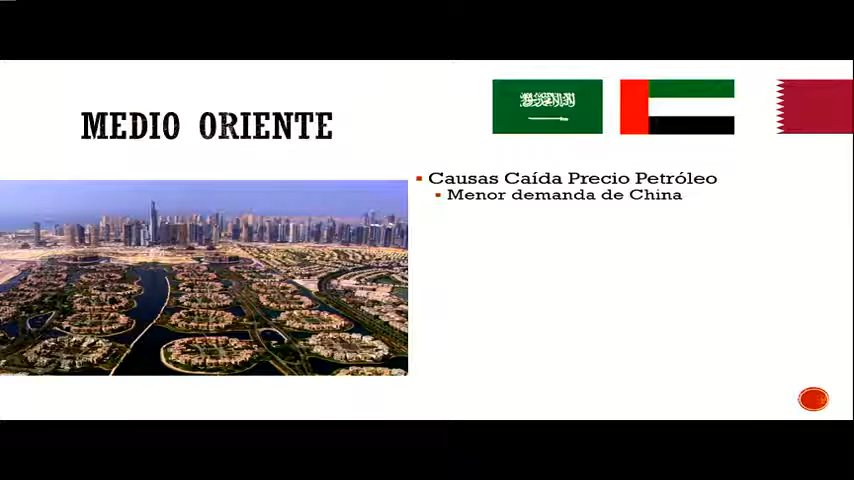 MEDIO ORIENTE
Causas Caída Precio Petróleo
Menor demanda de China